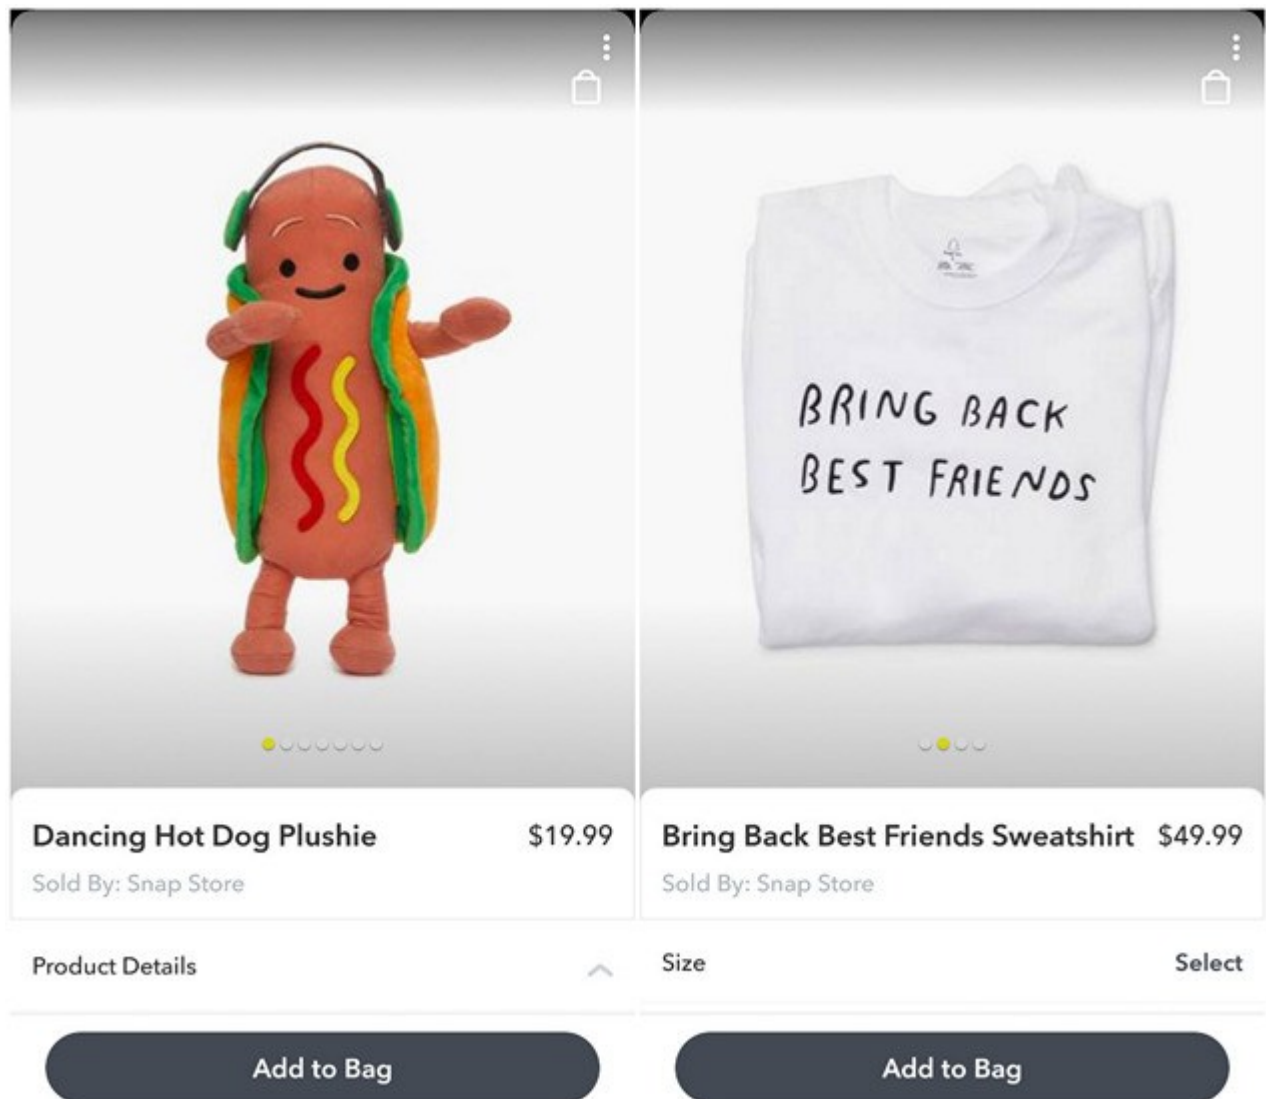 BRING BACK
BEST FRIENDS
Dancing Hot Dog Plushie $19.99
Sold By: Snap Store
Product Details
Add to Bag
Bring Back Best Friends Sweatshirt $49.99
Sold By: Snap Store
Size Select
Add to Bag